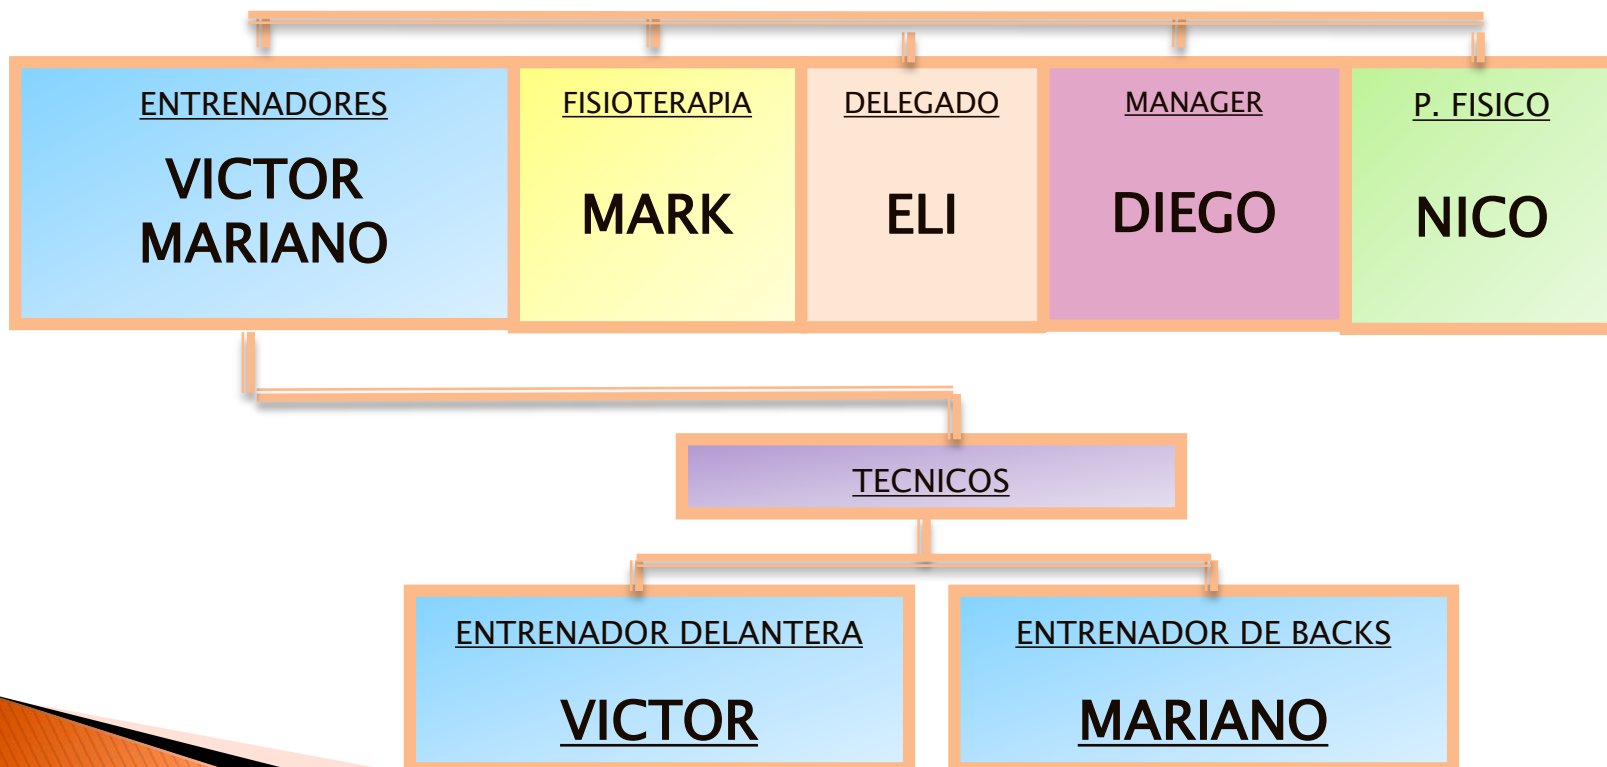 ENTRENADORES
VICTOR
MARIANO
FISIOTERAPIA
MARK
DELEGADO
ELI
MANAGER
DIEGO
P. FISICO
NICO
TECNICOS
ENTRENADOR DELANTERA
VICTOR
ENTRENADOR DE BACKS
MARIANO